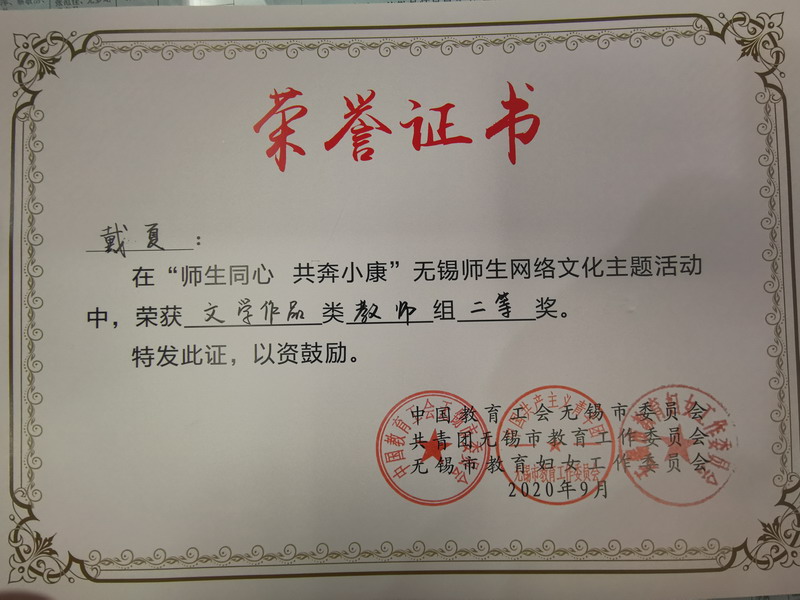 荣誉证书
戴夏：
在“师生同心 共奔小康”无锡师生网络文化主题活动
中，荣获 文学作品 类 教师 组 二等 奖。
特发此证，以资鼓励。
中国教育工会无锡市委员会
共青团无锡市教育工作委员会
无锡市教育妇女工作委员会
2020年9月